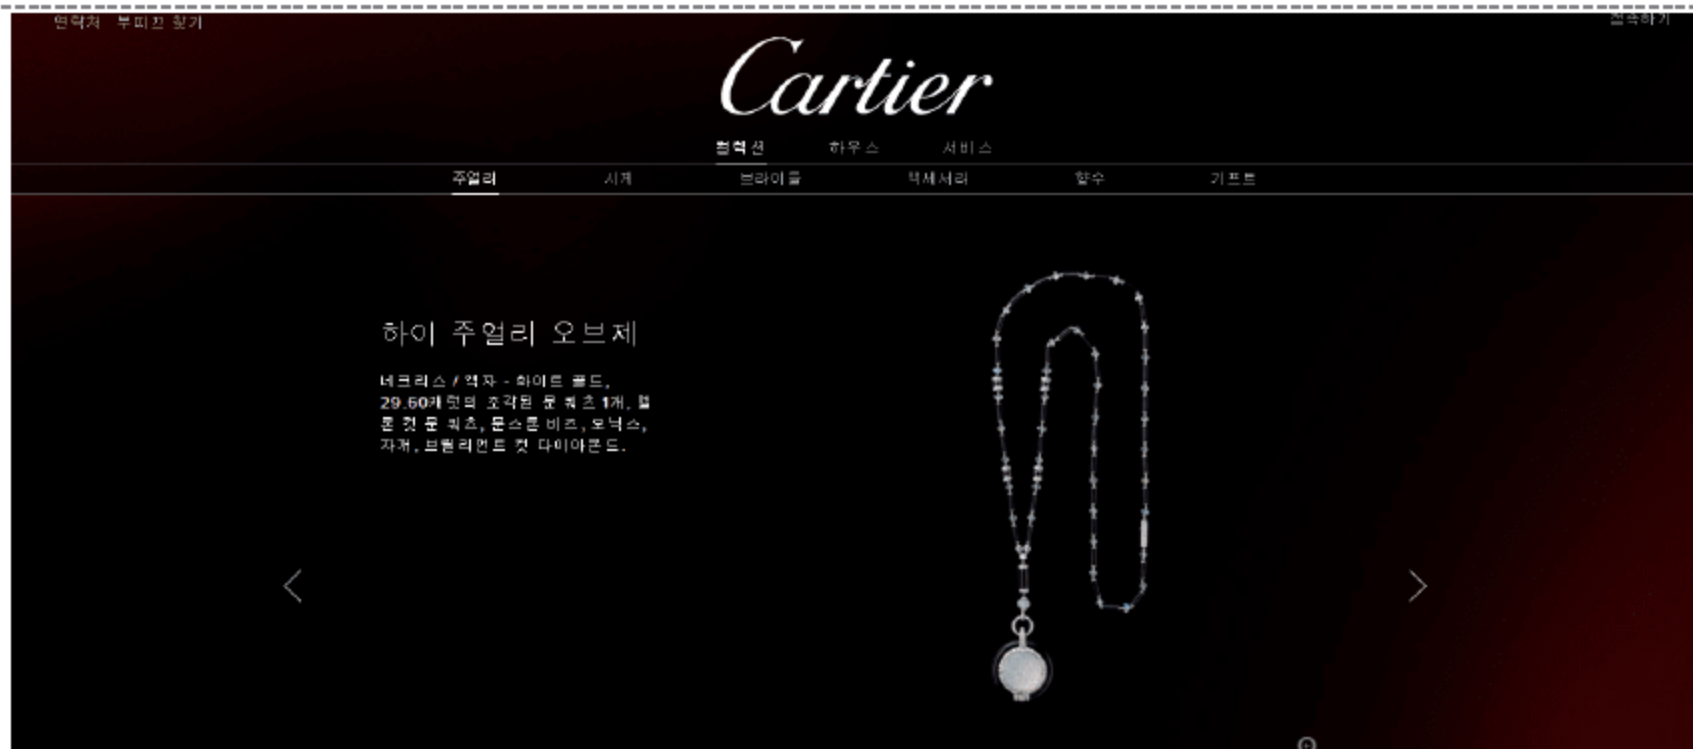 연락처 부띠끄 찾기
접속하기
Cartier
컬렉션 하우스 서비스
주얼리 시계 브라이들 액세서리 향수 기프트
하이 주얼리 오브제
네크리스 / 액자 - 화이트 골드,
29.60캐럿의 조각된 문 쿼츠 1개, 멜
론 컷 문 쿼츠, 문스톤 비즈, 오닉스,
자개, 브릴리언트 컷 다이아몬드.